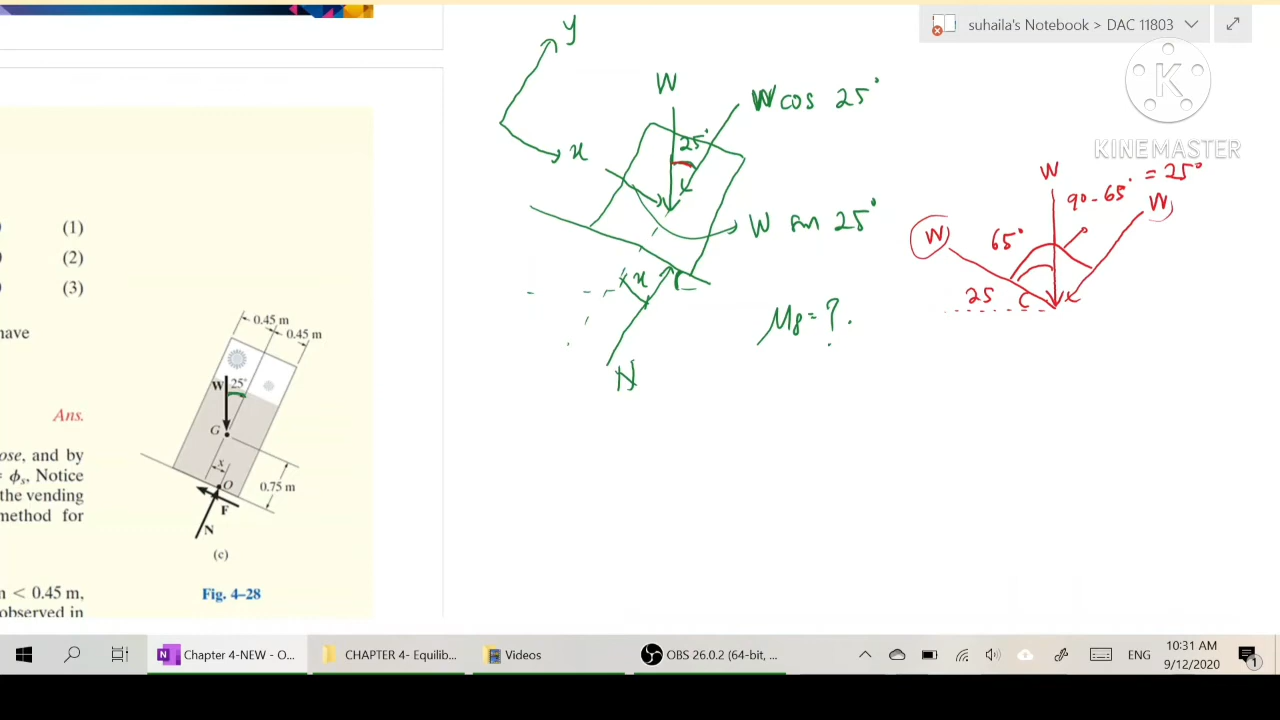 suhaila's Notebook > DAC 11803
KINEMASTER
K
(1)
(2)
(3)
ave
Ans.
ose, and by
= ϕs, Notice
the vending
method for
n < 0.45 m,
observed in
0.45 m
0.45 m
W
25°
G
x
O
0.75 m
F
N
(c)
Fig. 4–28
y
x
W
W cos 25°
25°
W sin 25°
x
N
μs = ?
W
90-65° = 25°
W
W
65°
25
Chapter 4-NEW - O...
CHAPTER 4- Equilib...
Videos
OBS 26.0.2 (64-bit, ...
ENG
10:31 AM
9/12/2020
1